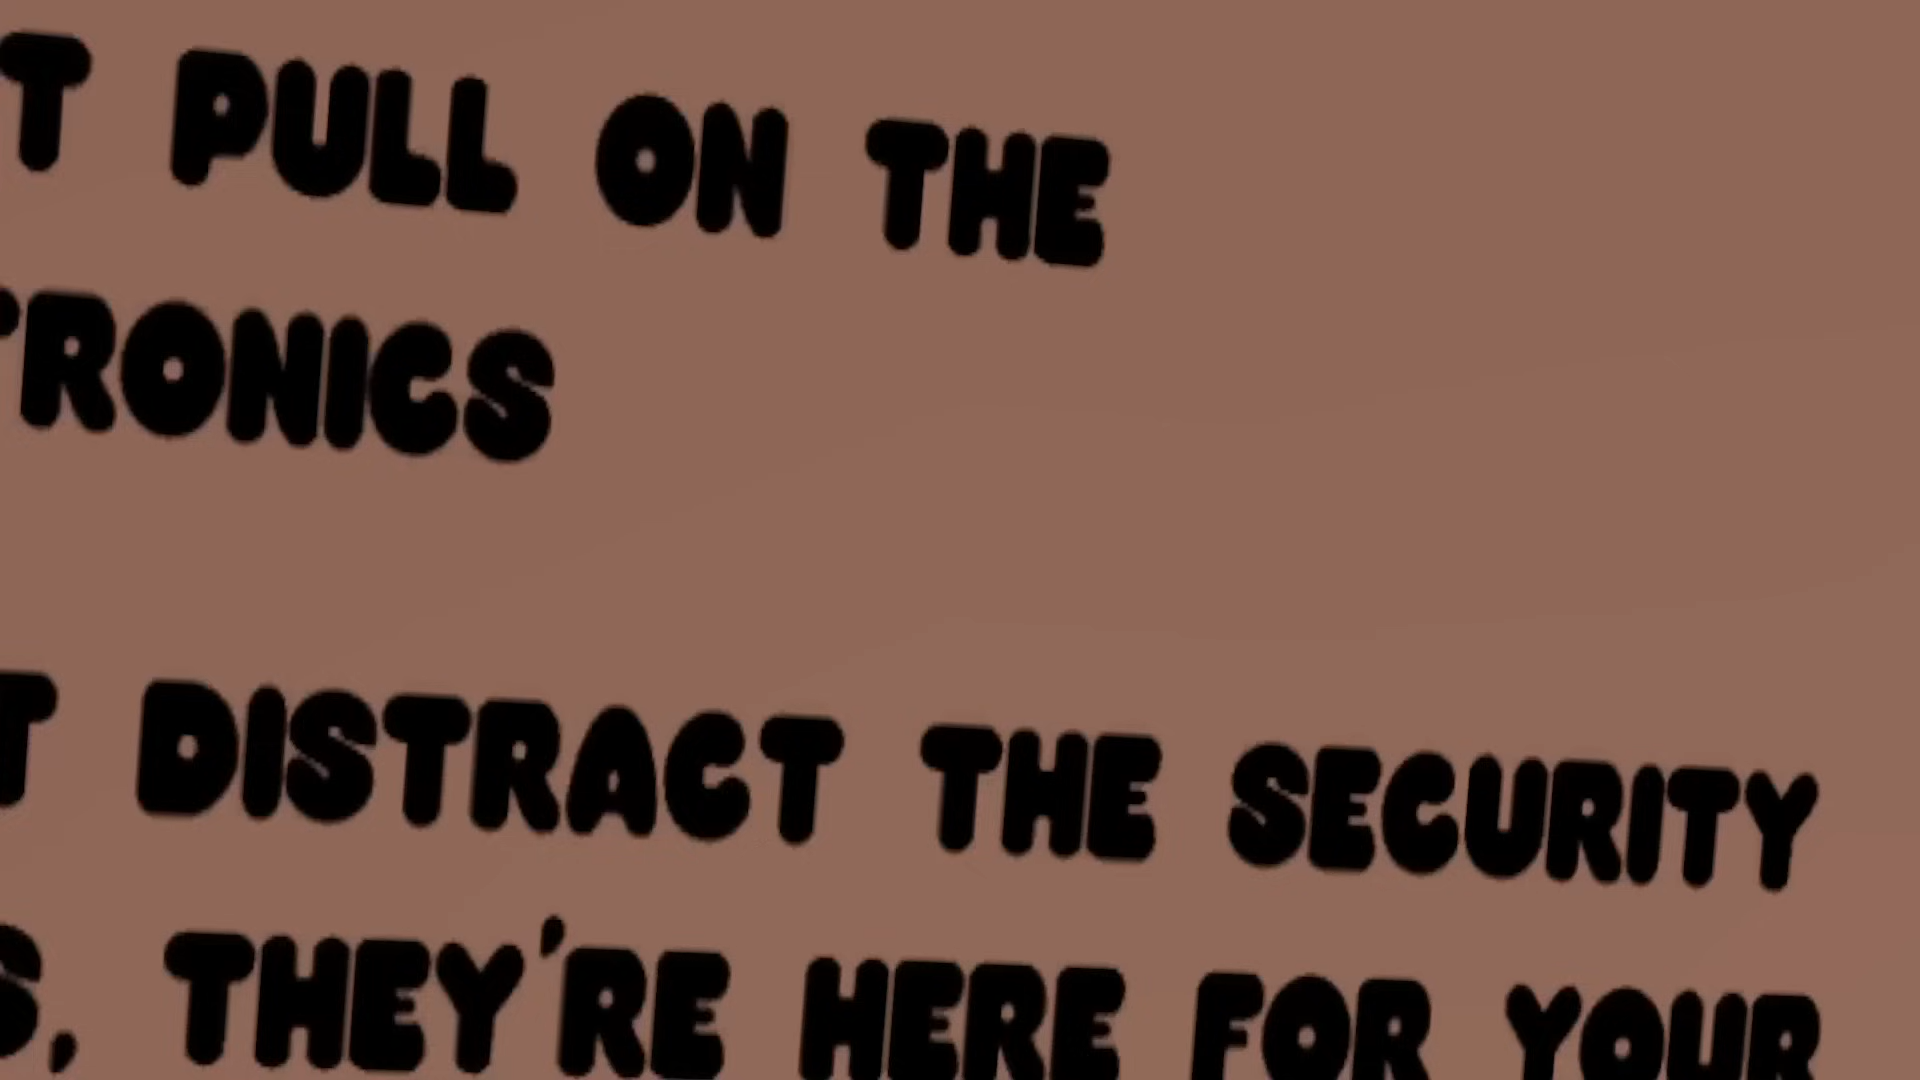 T PULL ON THE
TRONICS
T DISTRACT THE SECURITY
S, THEY'RE HERE FOR YOUR